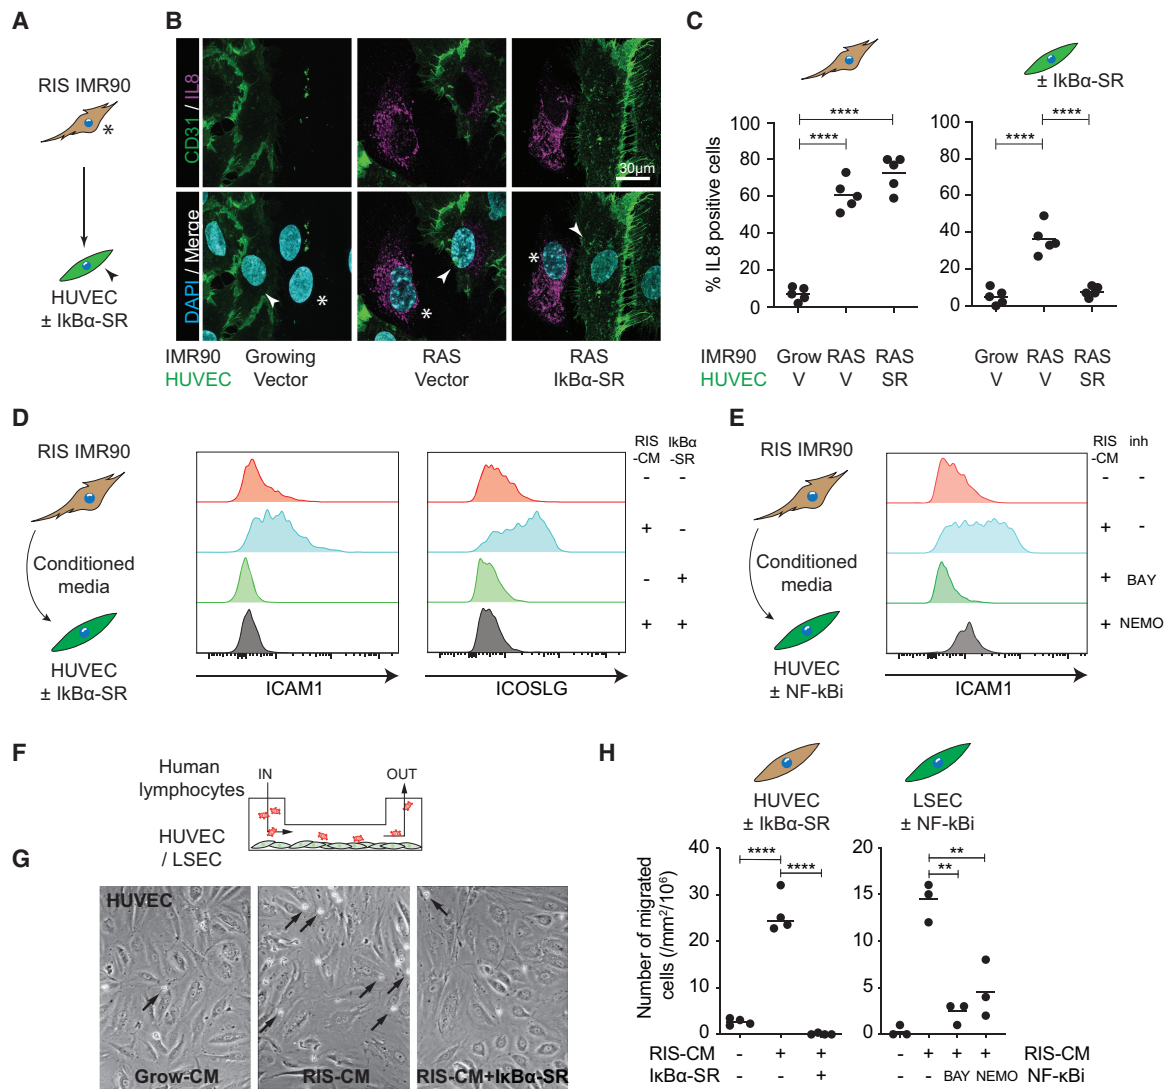 A
RIS IMR90
*
HUVEC
± IkBα-SR
B
CD31 / IL8
DAPI / Merge
30µm
*
*
*
IMR90 Growing RAS RAS
HUVEC Vector Vector IkBα-SR
C
± IkBα-SR
**** ****
**** **** ****
% IL8 positive cells
100
80
60
40
20
0
100
80
60
40
20
0
IMR90 Grow RAS RAS Grow RAS RAS
HUVEC V V SR V V SR
D
RIS IMR90
Conditioned
media
HUVEC
± IkBα-SR
RIS IkBα
-CM -SR
- -
+ -
- +
+ +
ICAM1 ICOSLG
E
RIS IMR90
Conditioned
media
HUVEC
± NF-kBi
RIS inh
-CM
- -
+ -
+ BAY
+ NEMO
ICAM1
F
Human
lymphocytes
IN OUT
HUVEC
/ LSEC
G
HUVEC
Grow-CM RIS-CM RIS-CM+IκBα-SR
H
HUVEC LSEC
± IkBα-SR ± NF-kBi
**** **** ** **
Number of migrated
cells (/mm²/10⁶)
40
30
20
10
0
20
15
10
5
0
RIS-CM - + + - + + + RIS-CM
IκBα-SR - - + - - BAY NEMO NF-κBi